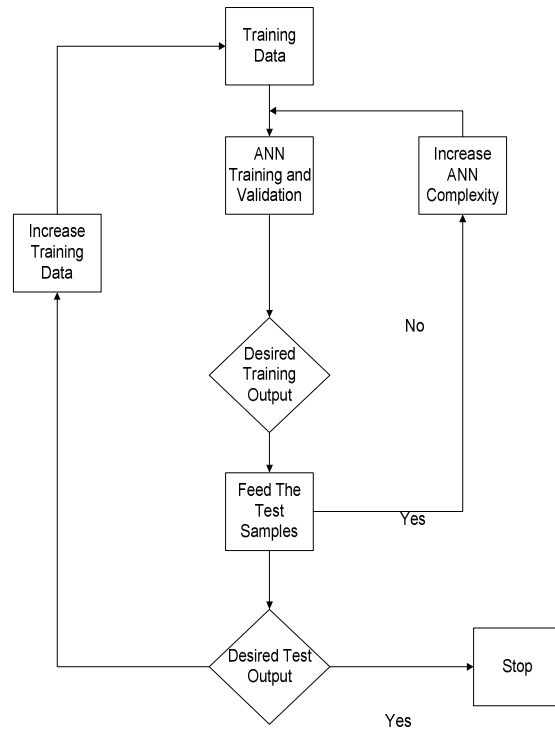 Training
Data
ANN
Training and
Validation
Increase
ANN
Complexity
Increase
Training
Data
No
Desired
Training
Output
Feed The
Test
Samples
Yes
Desired Test
Output
Stop
Yes